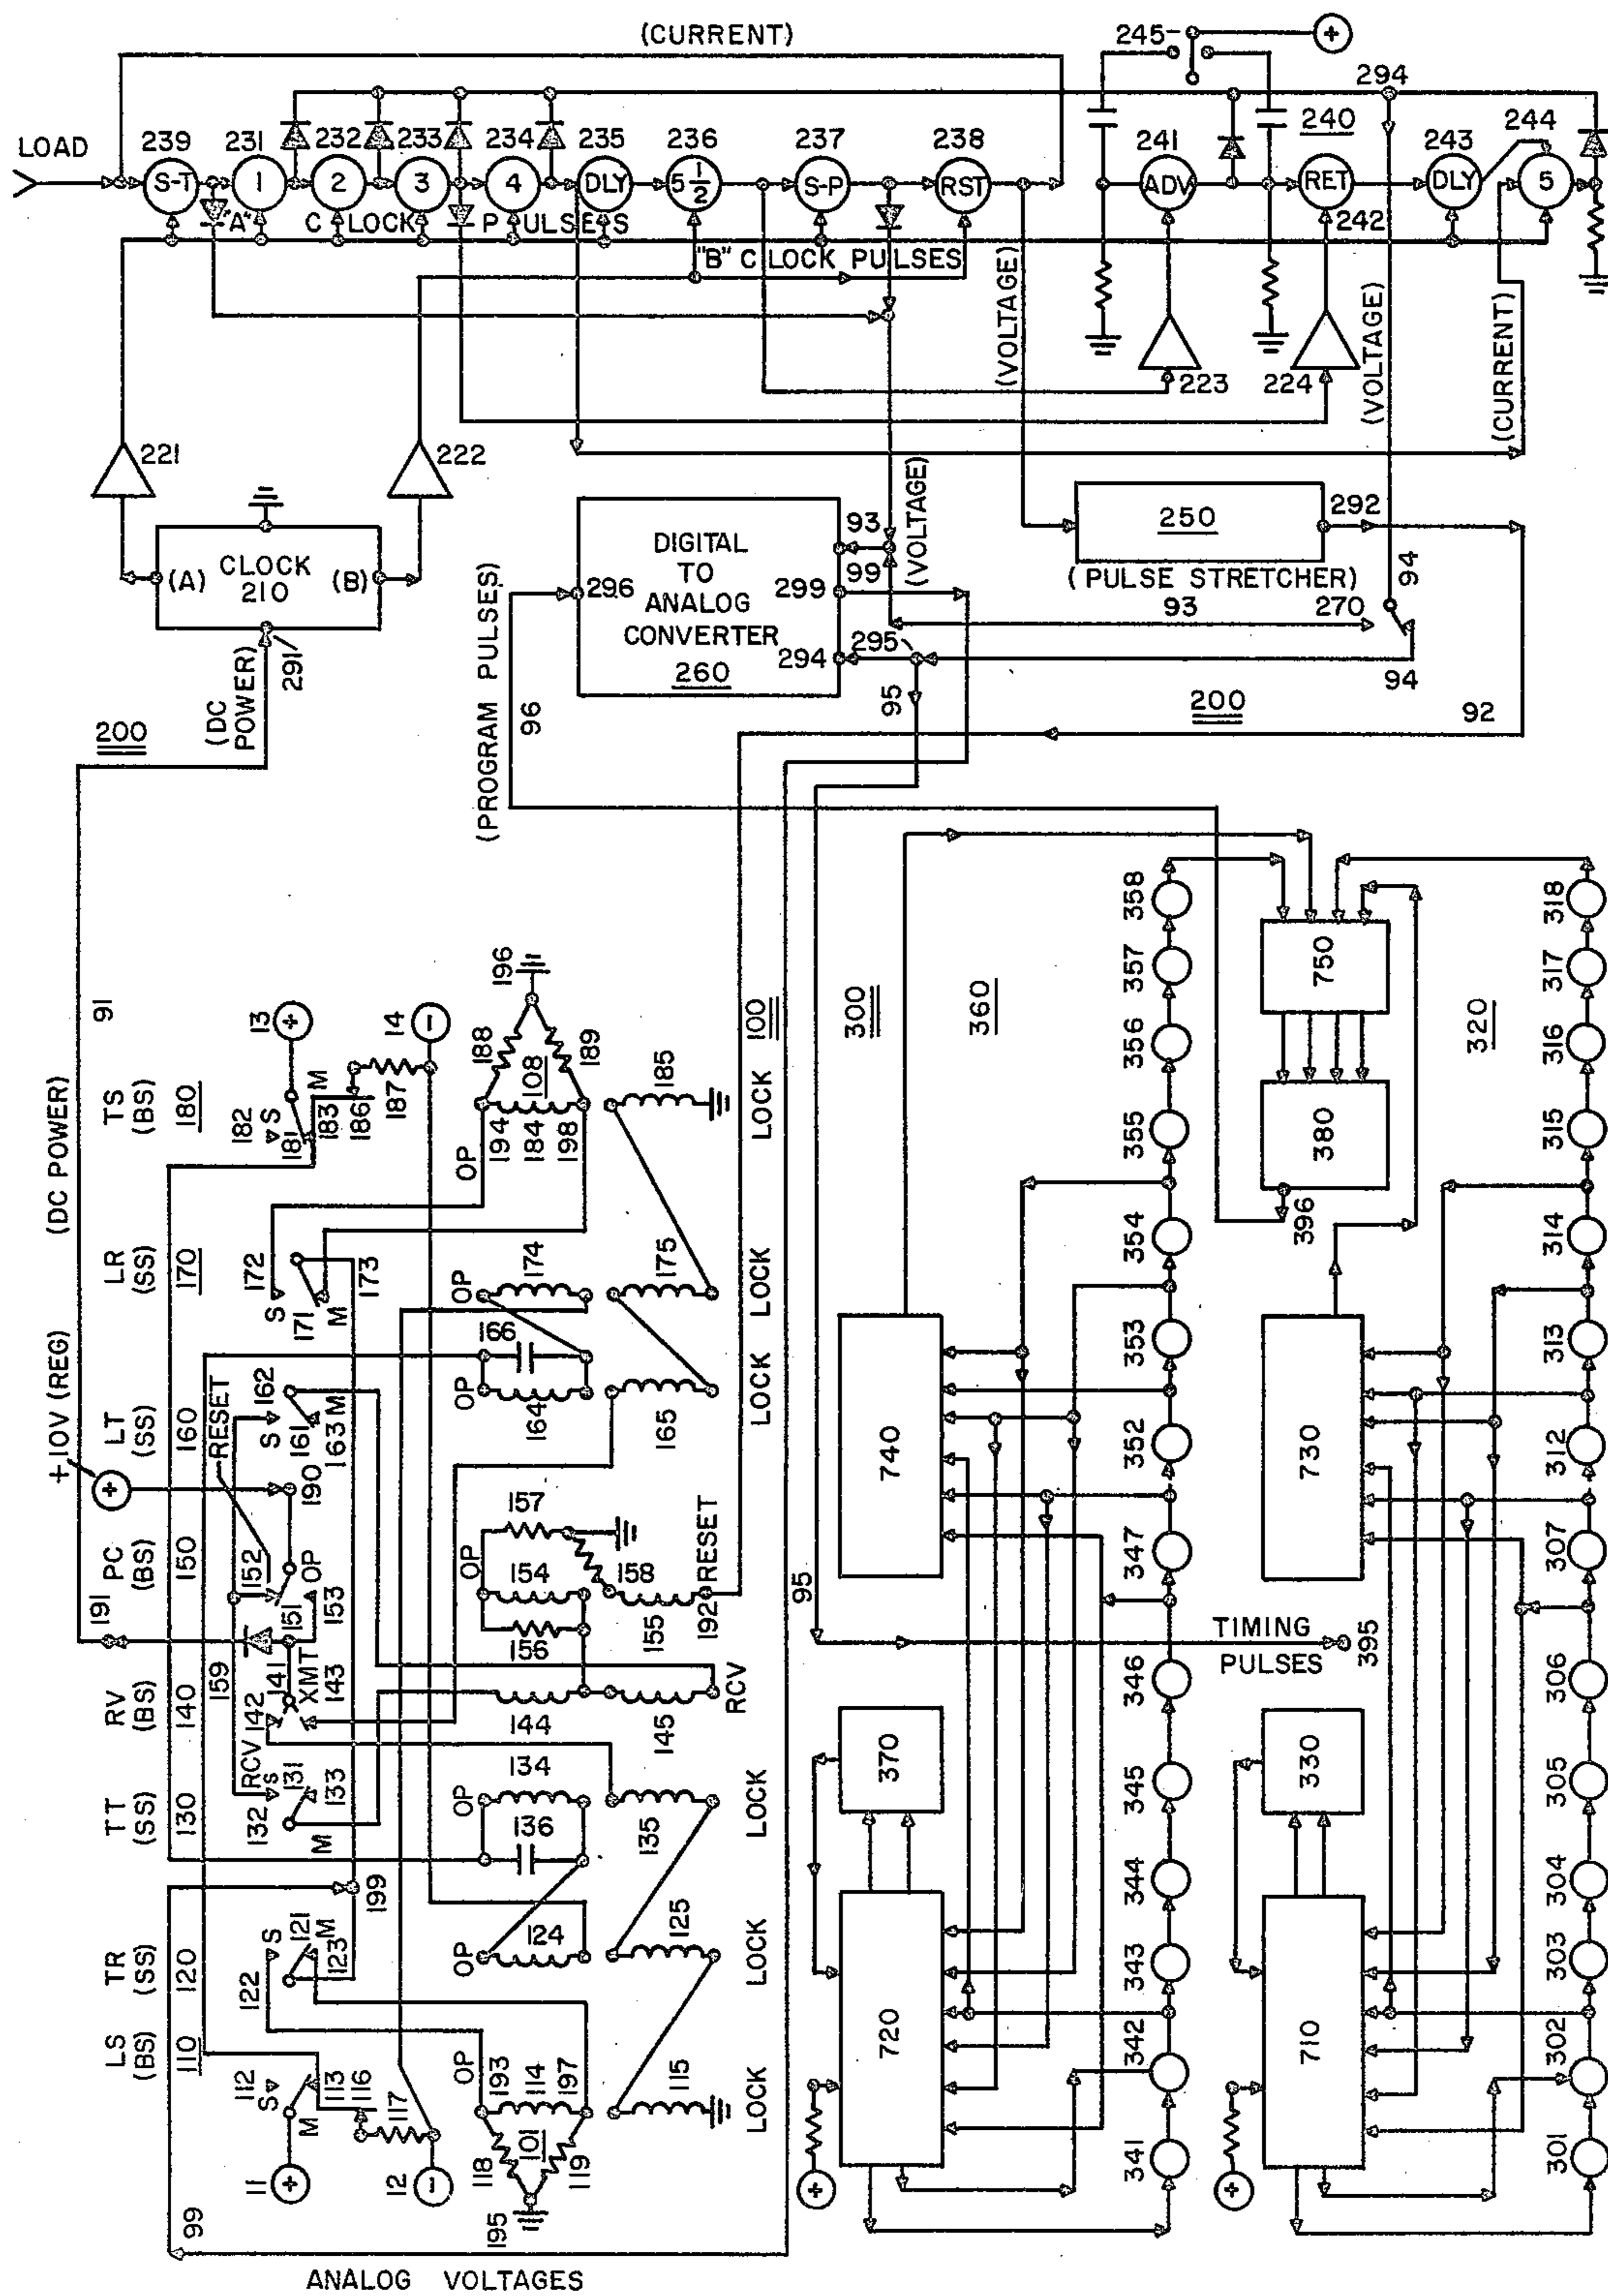 (CURRENT)
245
+
294
LOAD
239
231
232
233
234
235
236
237
238
241
240
243
244
S-T
1
2
3
4
DLY
5 1/2
S-P
RST
ADV
RET
DLY
5
242
"A" CLOCK PULSES
"B" CLOCK PULSES
(VOLTAGE)
(VOLTAGE)
(CURRENT)
221
222
223
224
(A)
CLOCK
210
(B)
291
(DC
POWER)
200
DIGITAL
TO
ANALOG
CONVERTER
260
296
299
294
93
99
(VOLTAGE)
295
95
250
292
(PULSE STRETCHER)
93
270
94
94
200
92
(PROGRAM PULSES)
96
91
(DC POWER)
+10V (REG)
TS
(BS)
180
LR
(SS)
170
LT
(SS)
160
PC
(BS)
150
RV
(BS)
140
TT
(SS)
130
TR
(SS)
120
LS
(BS)
110
13
+
182
S
181
183
M
186
187
14
-
196
188
108
189
OP
194
184
198
185
LOCK
100
172
S
171
M
173
OP
174
175
LOCK
162
S
161
163
M
166
OP
164
165
LOCK
RESET
+
190
152
151
OP
153
157
OP
154
158
156
155
192
RESET
191
159
141
142
XMT
143
144
145
RCV
RCV
S
131
132
133
M
134
OP
136
135
LOCK
199
S
121
122
M
123
OP
124
125
LOCK
112
S
M
113
116
117
11
+
12
-
OP
193
114
197
118
101
119
195
115
LOCK
99
ANALOG VOLTAGES
95
300
360
358
357
356
355
354
353
352
347
346
345
344
343
342
341
740
720
370
+
TIMING
PULSES
395
750
380
396
320
318
317
316
315
314
313
312
307
306
305
304
303
302
301
730
710
330
+